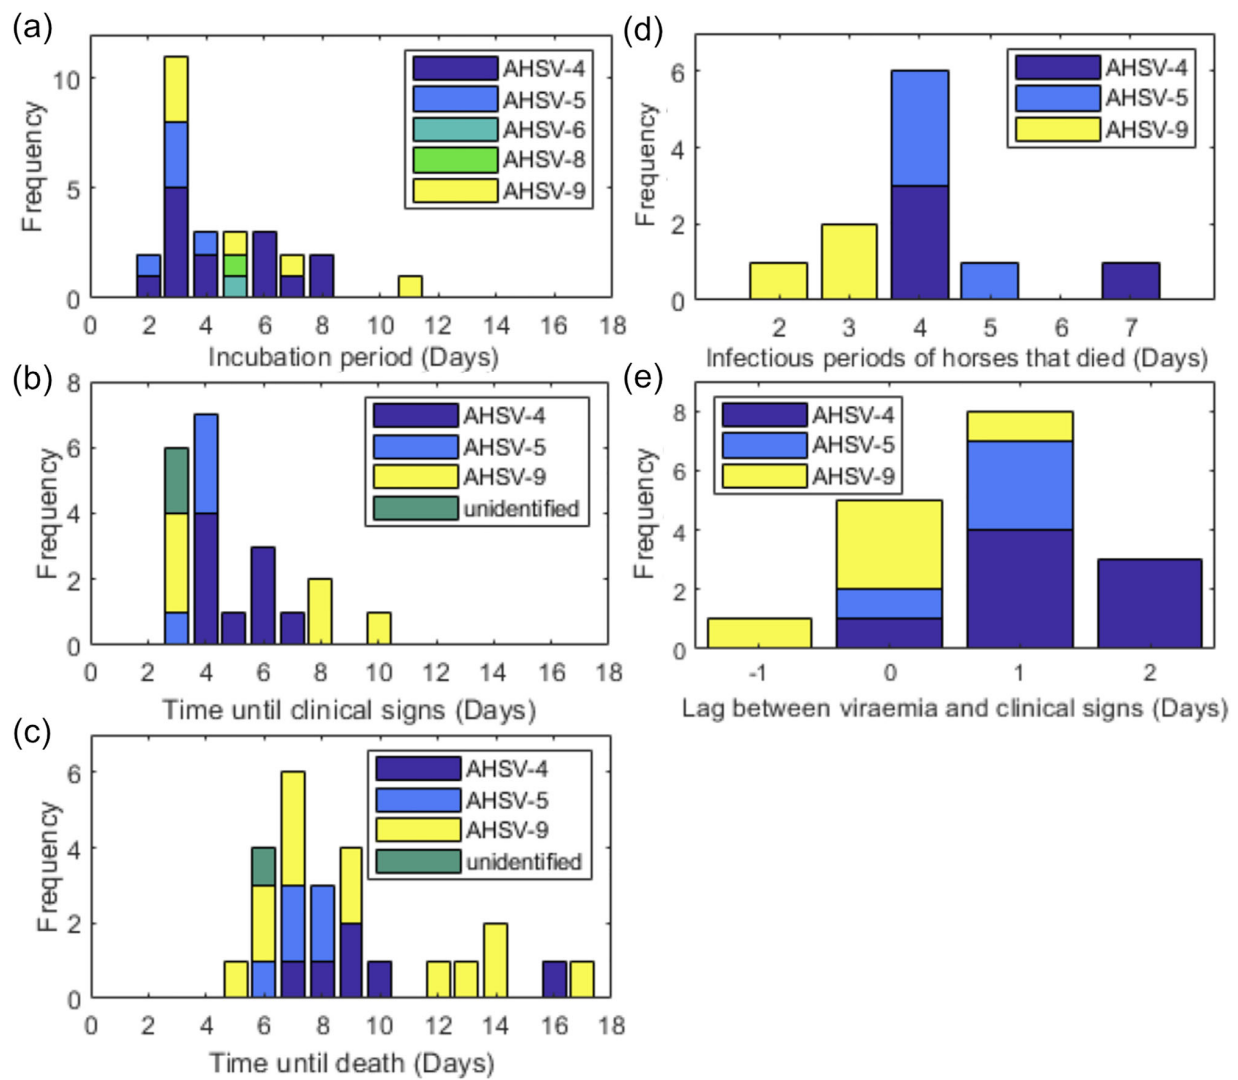 (a)
Frequency
10
5
0
AHSV-4
AHSV-5
AHSV-6
AHSV-8
AHSV-9
0 2 4 6 8 10 12 14 16 18
Incubation period (Days)
(d)
Frequency
6
4
2
0
AHSV-4
AHSV-5
AHSV-9
2 3 4 5 6 7
Infectious periods of horses that died (Days)
(b)
Frequency
8
6
4
2
0
AHSV-4
AHSV-5
AHSV-9
unidentified
0 2 4 6 8 10 12 14 16 18
Time until clinical signs (Days)
(e)
Frequency
8
6
4
2
0
AHSV-4
AHSV-5
AHSV-9
-1 0 1 2
Lag between viraemia and clinical signs (Days)
(c)
Frequency
6
4
2
0
AHSV-4
AHSV-5
AHSV-9
unidentified
0 2 4 6 8 10 12 14 16 18
Time until death (Days)